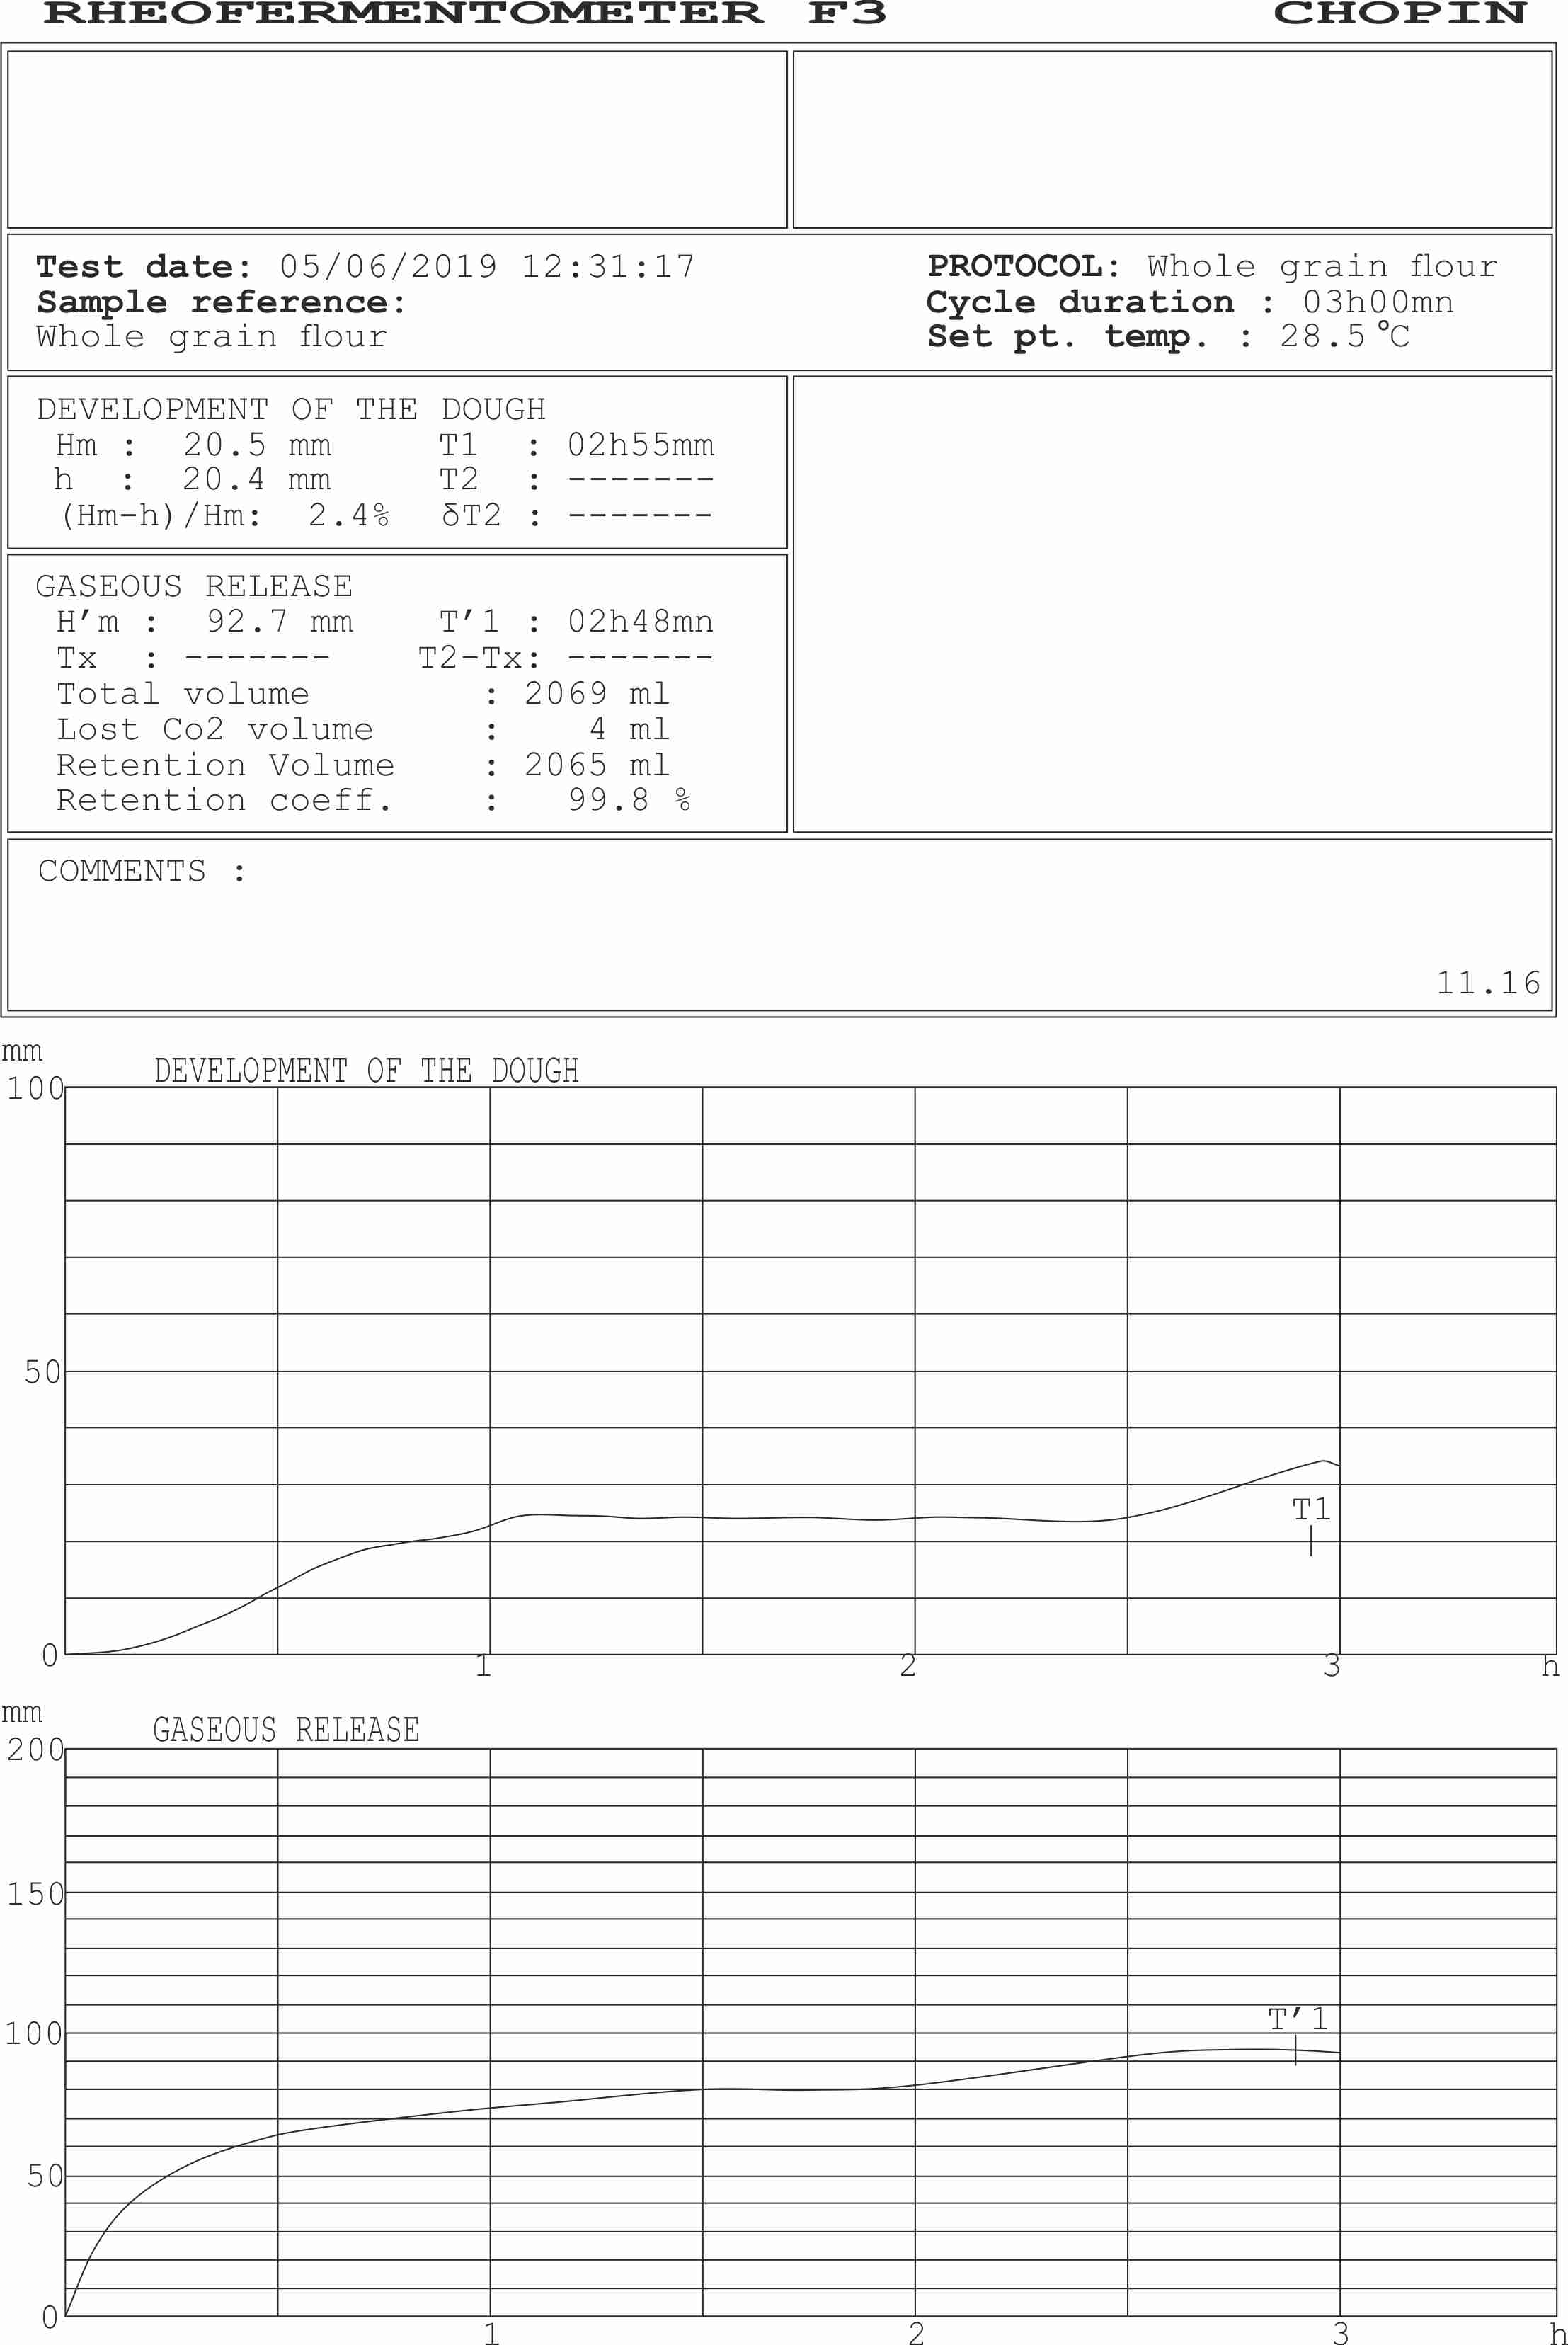 RHEOFERMENTOMETER F3 CHOPIN
Test date: 05/06/2019 12:31:17 PROTOCOL: Whole grain flour
Sample reference: Cycle duration : 03h00mn
Whole grain flour Set pt. temp. : 28.5 °C
DEVELOPMENT OF THE DOUGH
Hm : 20.5 mm T1 : 02h55mm
h : 20.4 mm T2 : -------
(Hm-h)/Hm: 2.4% δT2 : -------
GASEOUS RELEASE
H'm : 92.7 mm T'1 : 02h48mn
Tx : ------- T2-Tx: -------
Total volume : 2069 ml
Lost Co2 volume : 4 ml
Retention Volume : 2065 ml
Retention coeff. : 99.8 %
COMMENTS :
11.16
mm
DEVELOPMENT OF THE DOUGH
100
50
T1
0
1 2 3 h
mm
GASEOUS RELEASE
200
150
T'1
100
50
0
1 2 3 h